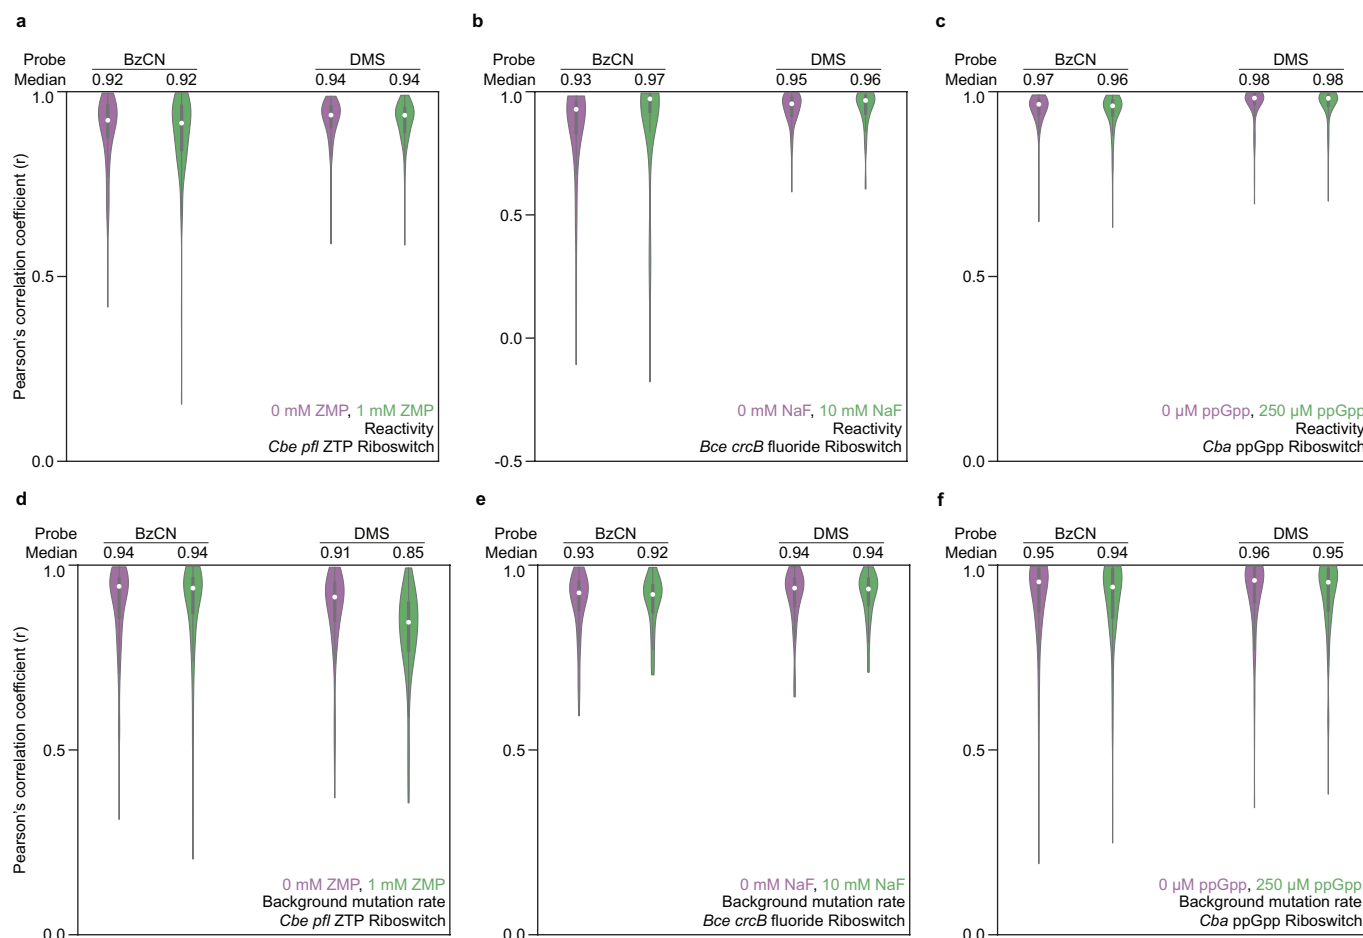 a
Probe BzCN DMS
Median 0.92 0.92 0.94 0.94
1.0
0.5
0.0
Pearson's correlation coefficient (r)
0 mM ZMP, 1 mM ZMP
Reactivity
Cbe pfl ZTP Riboswitch
b
Probe BzCN DMS
Median 0.93 0.97 0.95 0.96
1.0
0.5
0.0
-0.5
0 mM NaF, 10 mM NaF
Reactivity
Bce crcB fluoride Riboswitch
c
Probe BzCN DMS
Median 0.97 0.96 0.98 0.98
1.0
0.5
0.0
0 µM ppGpp, 250 µM ppGpp
Reactivity
Cba ppGpp Riboswitch
d
Probe BzCN DMS
Median 0.94 0.94 0.91 0.85
1.0
0.5
0.0
Pearson's correlation coefficient (r)
0 mM ZMP, 1 mM ZMP
Background mutation rate
Cbe pfl ZTP Riboswitch
e
Probe BzCN DMS
Median 0.93 0.92 0.94 0.94
1.0
0.5
0.0
0 mM NaF, 10 mM NaF
Background mutation rate
Bce crcB fluoride Riboswitch
f
Probe BzCN DMS
Median 0.95 0.94 0.96 0.95
1.0
0.5
0.0
0 µM ppGpp, 250 µM ppGpp
Background mutation rate
Cba ppGpp Riboswitch